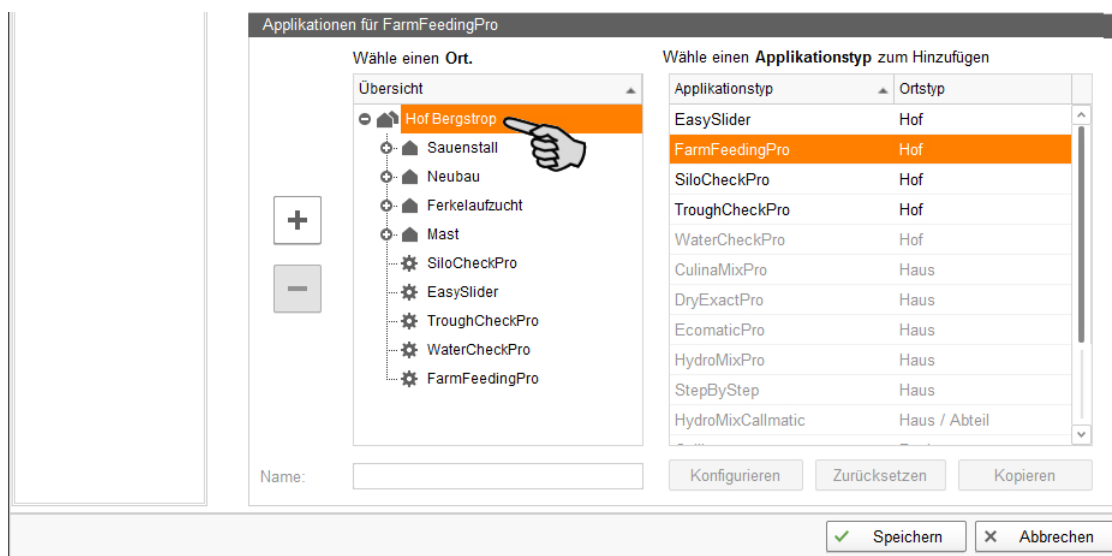 Applikationen für FarmFeedingPro
Wähle einen Ort.
Übersicht
Hof Bergstrop
Sauenstall
Neubau
Ferkelaufzucht
Mast
SiloCheckPro
EasySlider
TroughCheckPro
WaterCheckPro
FarmFeedingPro
Name:
Wähle einen Applikationstyp zum Hinzufügen
Applikationstyp Ortstyp
EasySlider Hof
FarmFeedingPro Hof
SiloCheckPro Hof
TroughCheckPro Hof
WaterCheckPro Hof
CulinaMixPro Haus
DryExactPro Haus
EcomaticPro Haus
HydroMixPro Haus
StepByStep Haus
HydroMixCallmatic Haus / Abteil
Konfigurieren Zurücksetzen Kopieren
Speichern Abbrechen